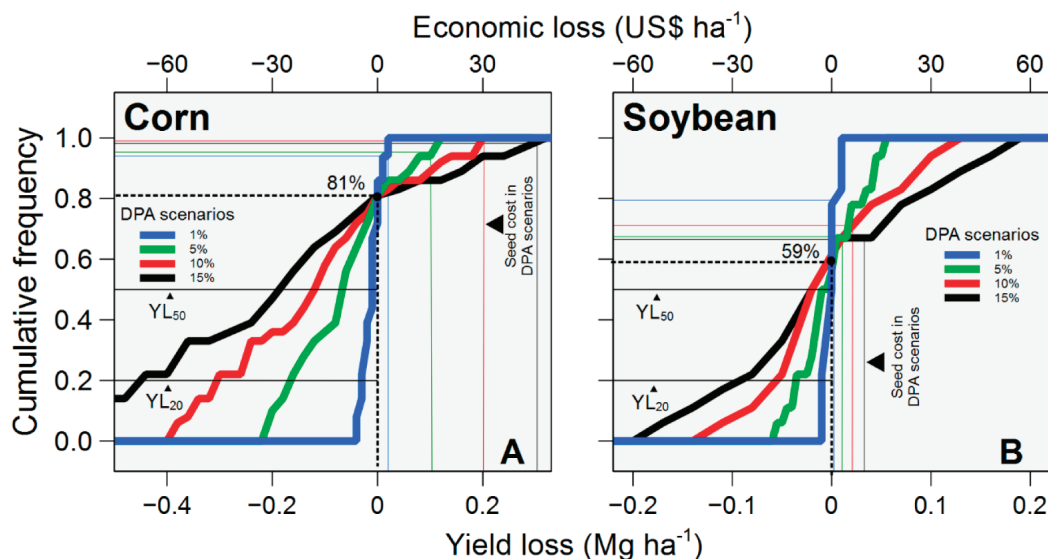 Economic loss (US$ ha⁻¹)
−60 −30 0 30 −60 −30 0 30 60
Corn
Soybean
Cumulative frequency
1.0
0.8
0.6
0.4
0.2
0.0
81%
DPA scenarios
1%
5%
10%
15%
YL50
YL20
Seed cost in
DPA scenarios
A
59%
DPA scenarios
1%
5%
10%
15%
YL50
YL20
Seed cost in
DPA scenarios
B
−0.4 −0.2 0 0.2 −0.2 −0.1 0 0.1 0.2
Yield loss (Mg ha⁻¹)